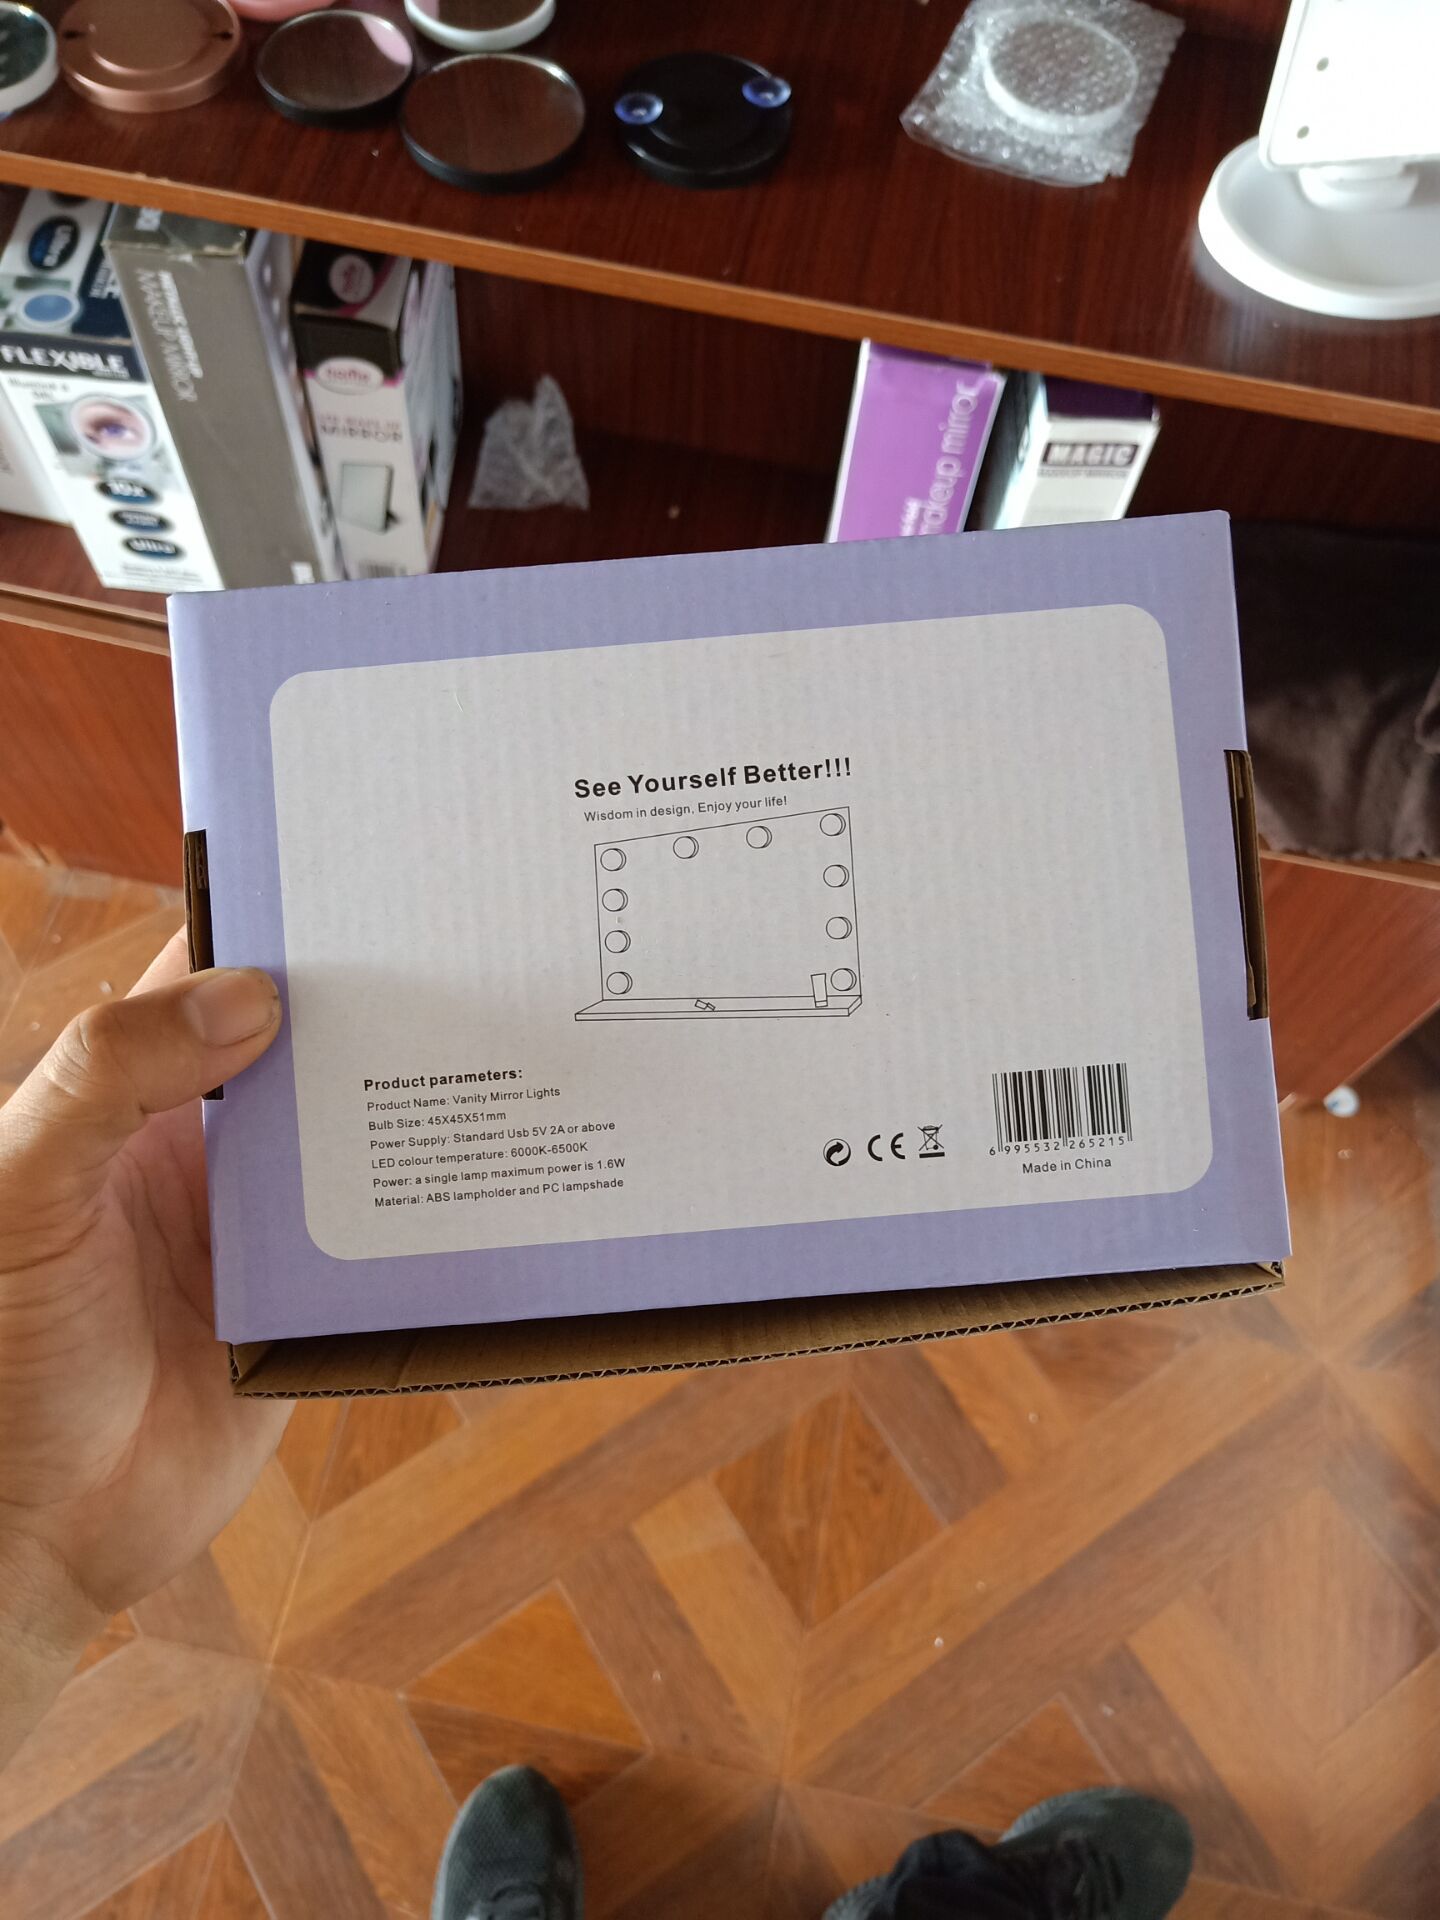 FLEXIBLE
MAKEUP MIRROR
MIRROR
makeup mirror
MAGIC
See Yourself Better!!!
Wisdom in design, Enjoy your life!
Product parameters:
Product Name: Vanity Mirror Lights
Bulb Size: 45X45X51mm
Power Supply: Standard Usb 5V 2A or above
LED colour temperature: 6000K-6500K
Power: a single lamp maximum power is 1.6W
Material: ABS lampholder and PC lampshade
CE
6 995532 265215
Made in China